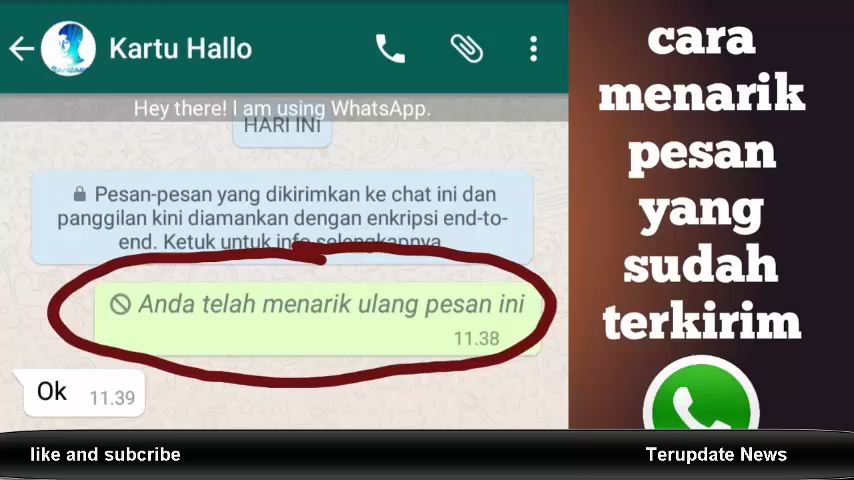 Kartu Hallo
Hey there! I am using WhatsApp.
HARI INI
Pesan-pesan yang dikirimkan ke chat ini dan
panggilan kini diamankan dengan enkripsi end-to-
end. Ketuk untuk info selengkapnya.
Anda telah menarik ulang pesan ini
11.38
Ok 11.39
cara
menarik
pesan
yang
sudah
terkirim
like and subcribe
Terupdate News